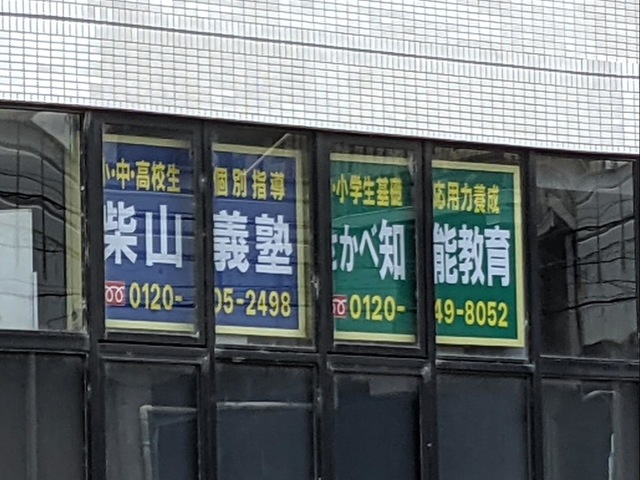 ・中・高校生 個別指導
柴山義塾
0120- 05-2498
・小学生基礎 応用力養成
かべ知能教育
0120- 49-8052